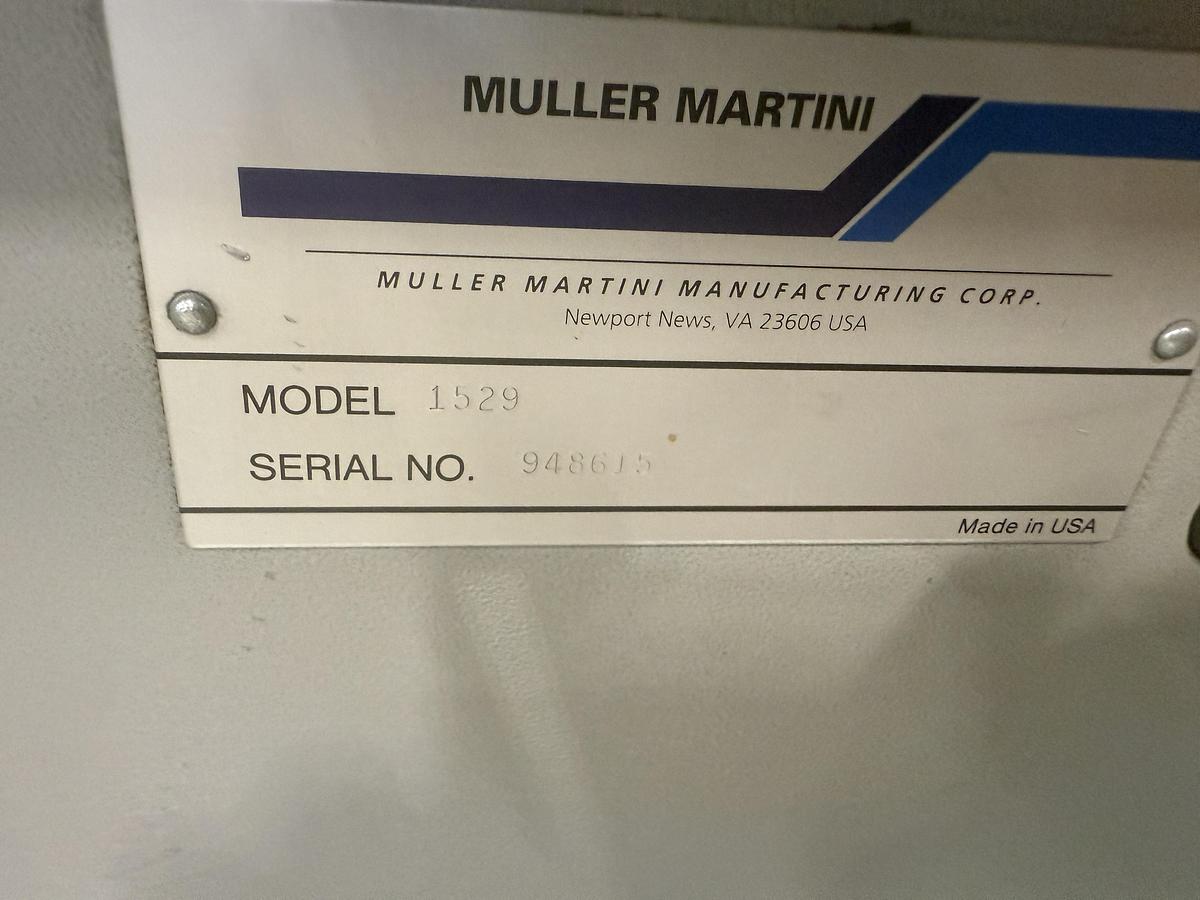 MULLER MARTINI
MULLER MARTINI MANUFACTURING CORP.
Newport News, VA 23606 USA
MODEL 1529
SERIAL NO. 948615
Made in USA